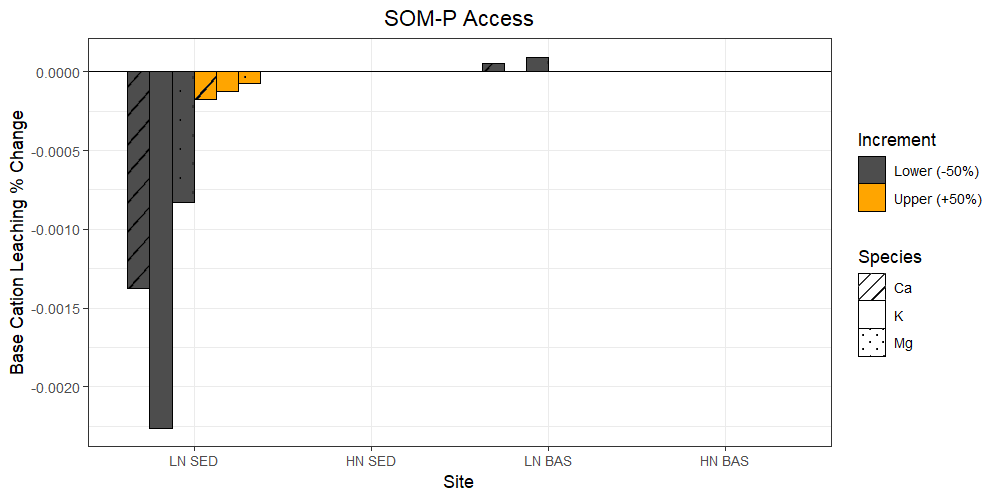 SOM-P Access
Base Cation Leaching % Change
0.0000
-0.0005
-0.0010
-0.0015
-0.0020
LN SED
HN SED
LN BAS
HN BAS
Site
Increment
Lower (-50%)
Upper (+50%)
Species
Ca
K
Mg